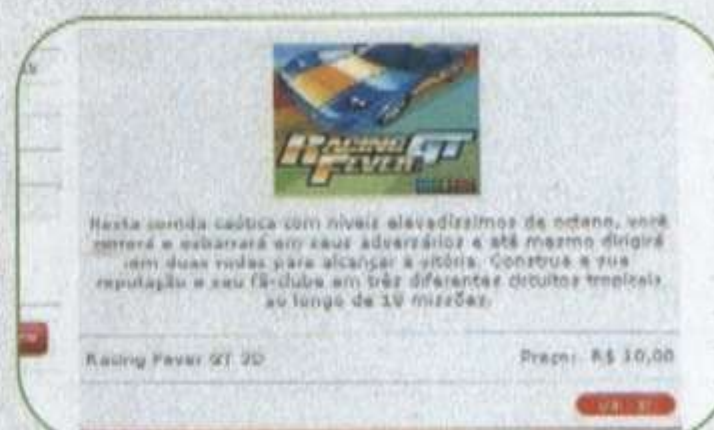 RACING
FEVER GT
Nesta corrida caótica com níveis elevadíssimos de octano, você
correrá e esbarrará em seus adversários e até mesmo dirigirá
em duas rodas para alcançar a vitória. Construa a sua
reputação e seu fã-clube em três diferentes circuitos tropicais
ao longo de 18 missões.
Racing Fever GT 2D
Preço: R$ 10,00